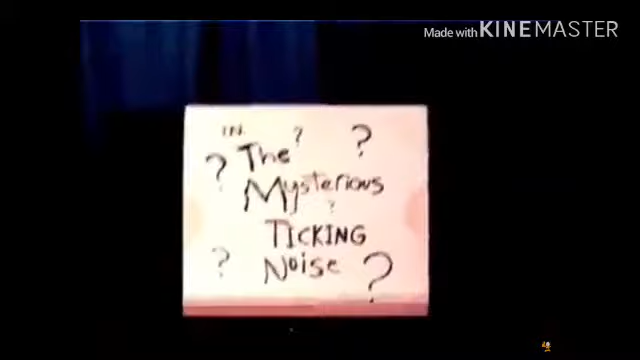 Made with KINEMASTER
IN ?
? The ?
Mysterious
?
TICKING
? Noise ?